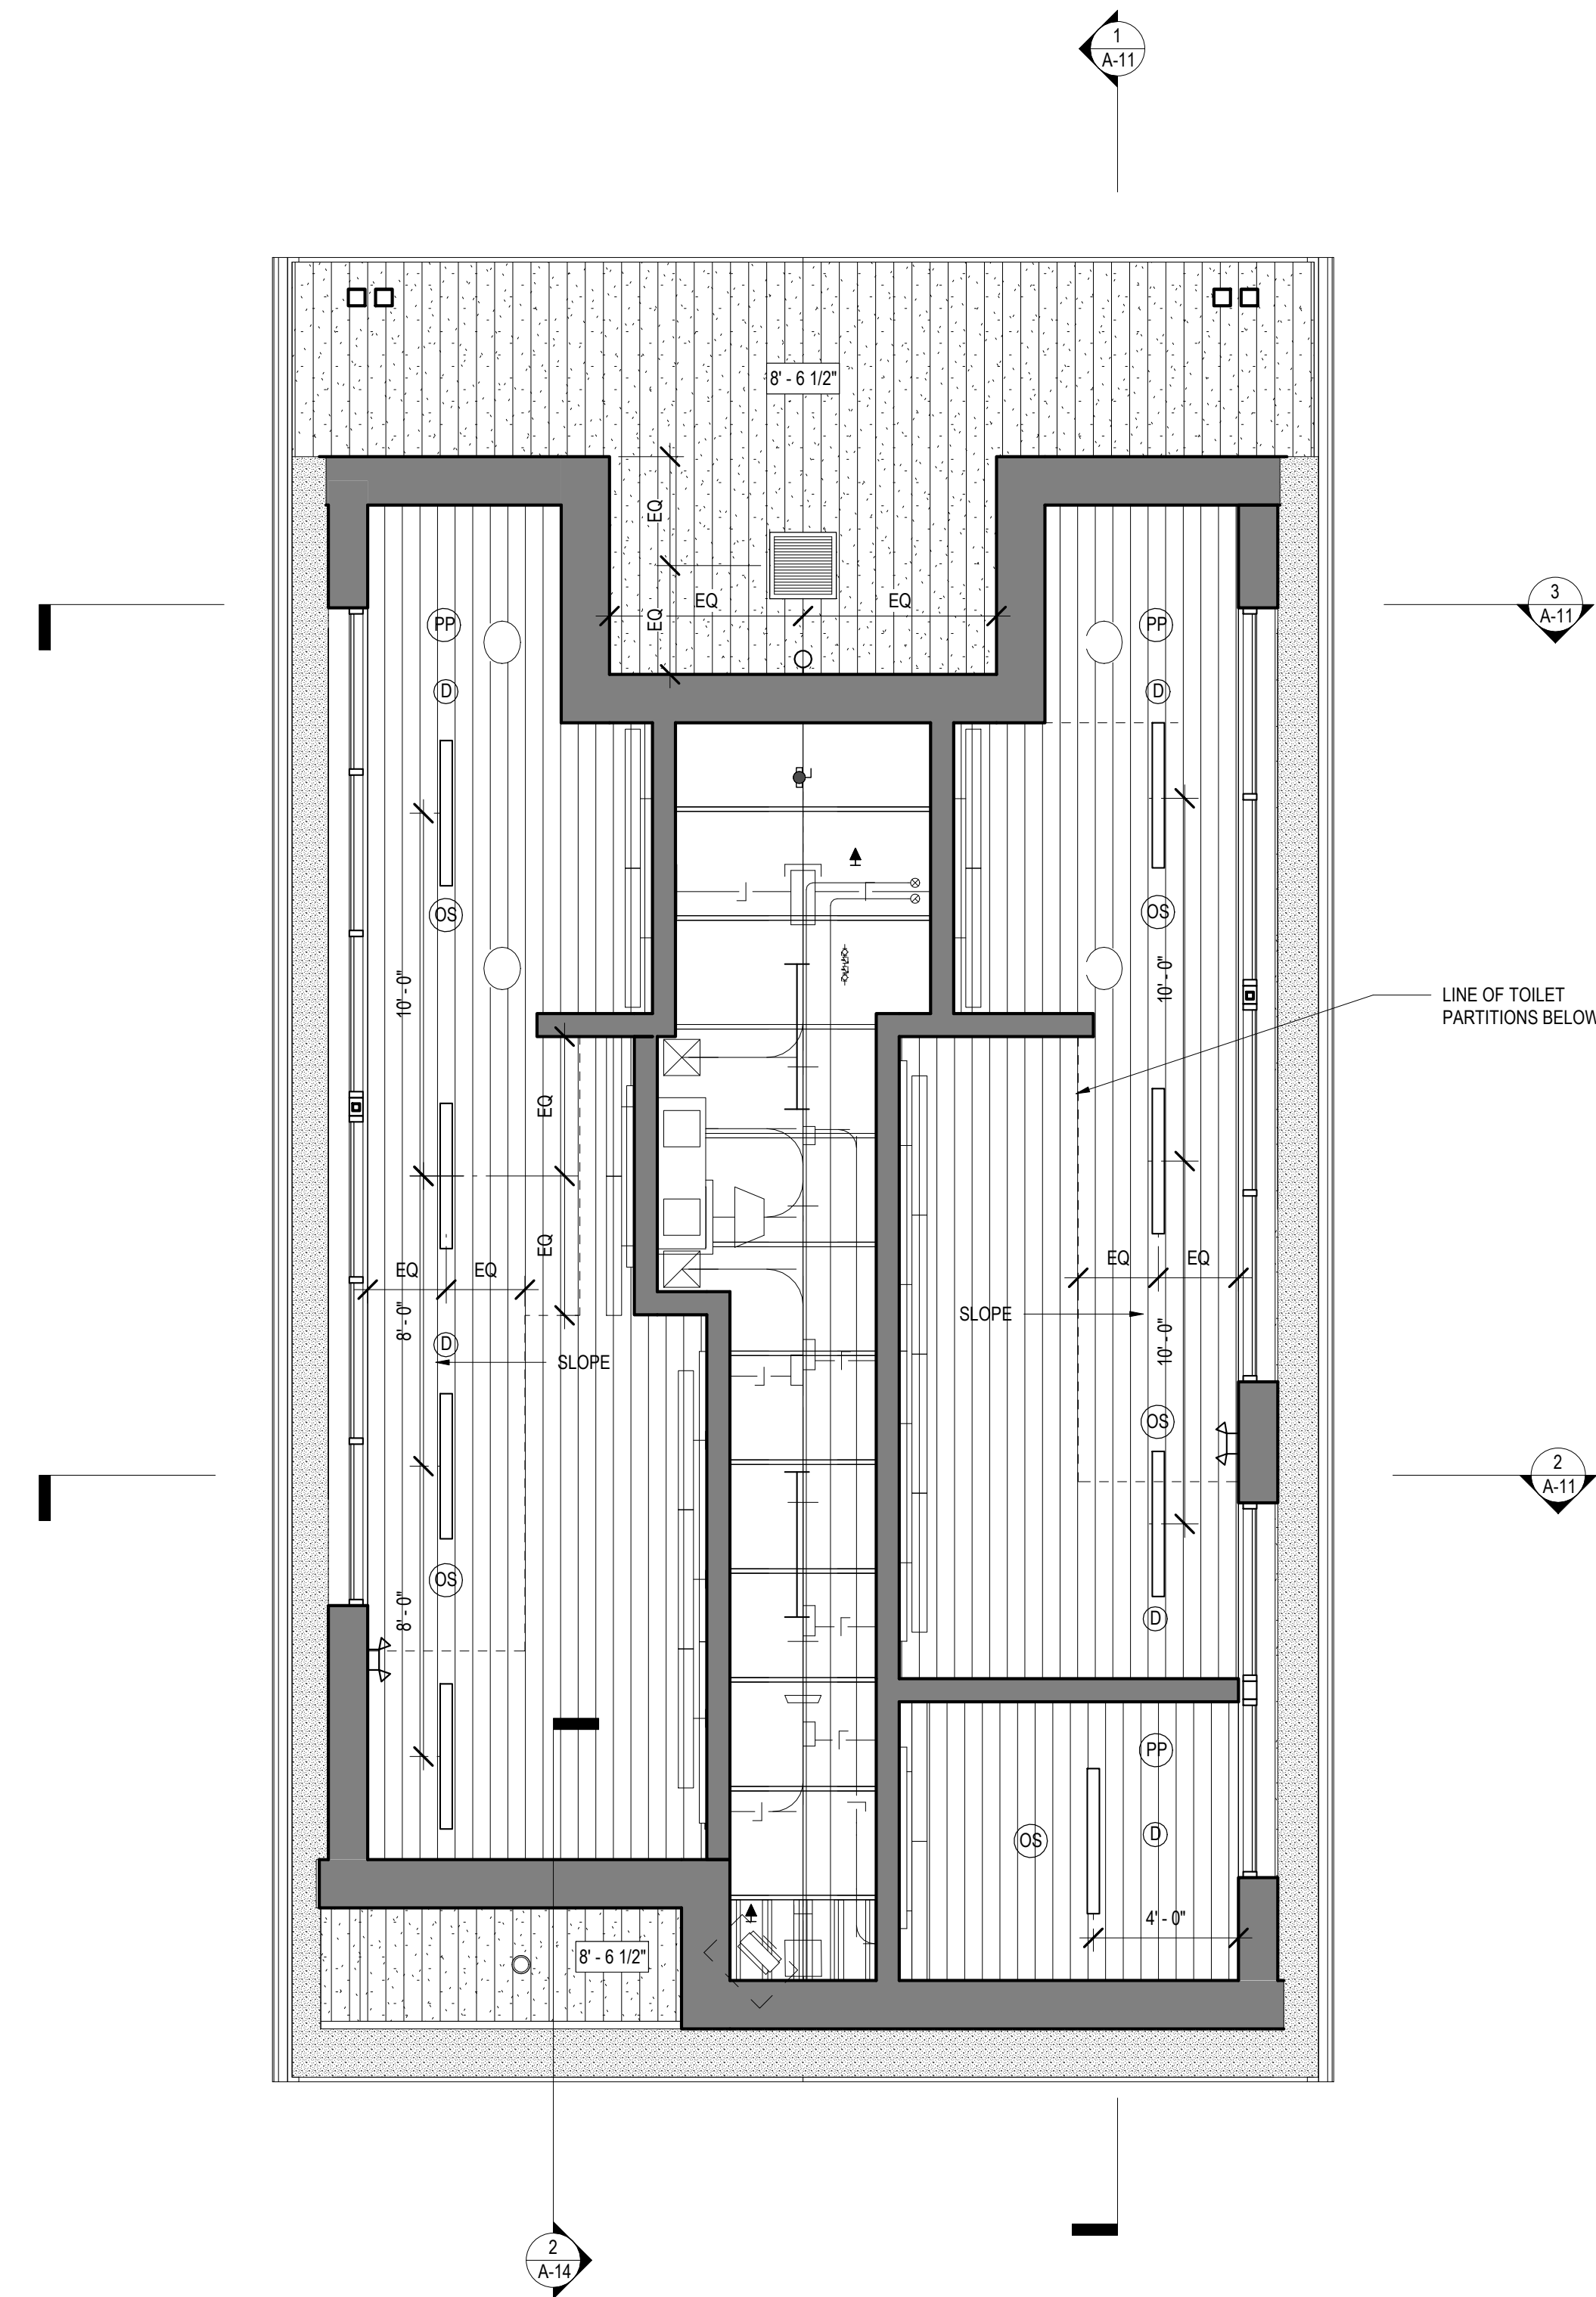 1
A-11
8' - 6 1/2"
EQ
EQ
EQ
EQ
3
A-11
PP
PP
D
D
OS
OS
10' - 0"
10' - 0"
LINE OF TOILET
PARTITIONS BELOW
EQ
EQ
EQ
EQ
EQ
EQ
8' - 0"
SLOPE
10' - 0"
D
SLOPE
OS
2
A-11
OS
8' - 0"
D
PP
OS
D
4' - 0"
8' - 6 1/2"
2
A-14